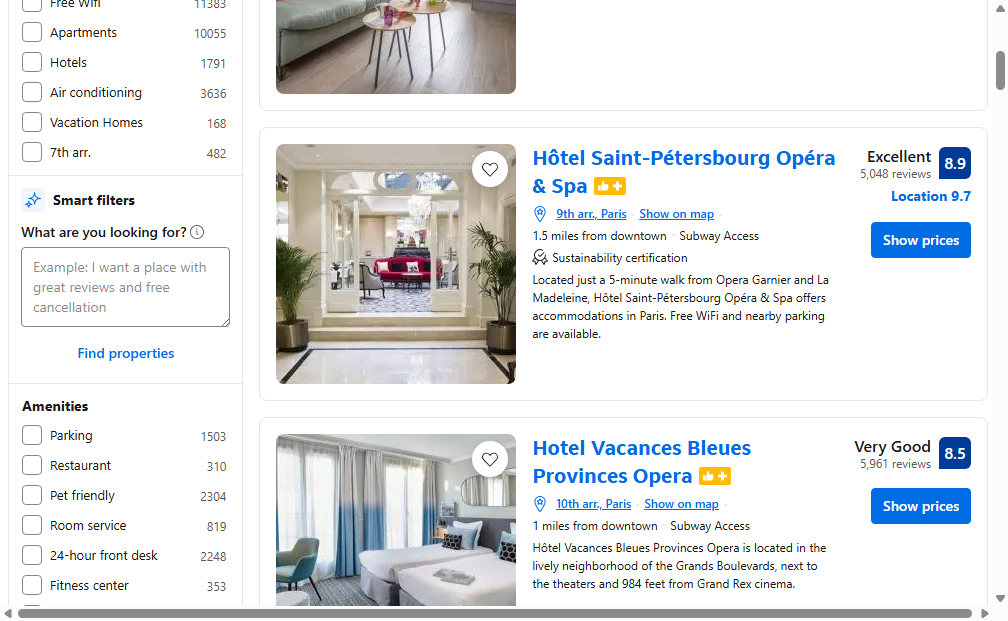 Free Wifi 11383
Apartments 10055
Hotels 1791
Air conditioning 3636
Vacation Homes 168
7th arr. 482
Smart filters
What are you looking for?
Example: I want a place with
great reviews and free
cancellation
Find properties
Amenities
Parking 1503
Restaurant 310
Pet friendly 2304
Room service 819
24-hour front desk 2248
Fitness center 353
Hôtel Saint-Pétersbourg Opéra
& Spa
9th arr., Paris · Show on map ·
1.5 miles from downtown · Subway Access
Sustainability certification
Located just a 5-minute walk from Opera Garnier and La
Madeleine, Hôtel Saint-Pétersbourg Opéra & Spa offers
accommodations in Paris. Free WiFi and nearby parking
are available.
Excellent
5,048 reviews
8.9
Location 9.7
Show prices
Hotel Vacances Bleues
Provinces Opera
10th arr., Paris · Show on map ·
1 miles from downtown · Subway Access
Hôtel Vacances Bleues Provinces Opera is located in the
lively neighborhood of the Grands Boulevards, next to
the theaters and 984 feet from Grand Rex cinema.
Very Good
5,961 reviews
8.5
Show prices